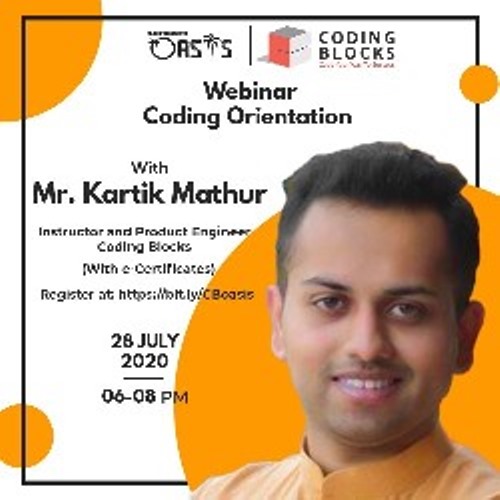 OASIS
CODING
BLOCKS
Webinar
Coding Orientation
With
Mr. Kartik Mathur
Instructor and Product Engineer
Coding Blocks
(With e-Certificates)
Register at: https://bit.ly/CBoasis
28 JULY
2020
06-08 PM